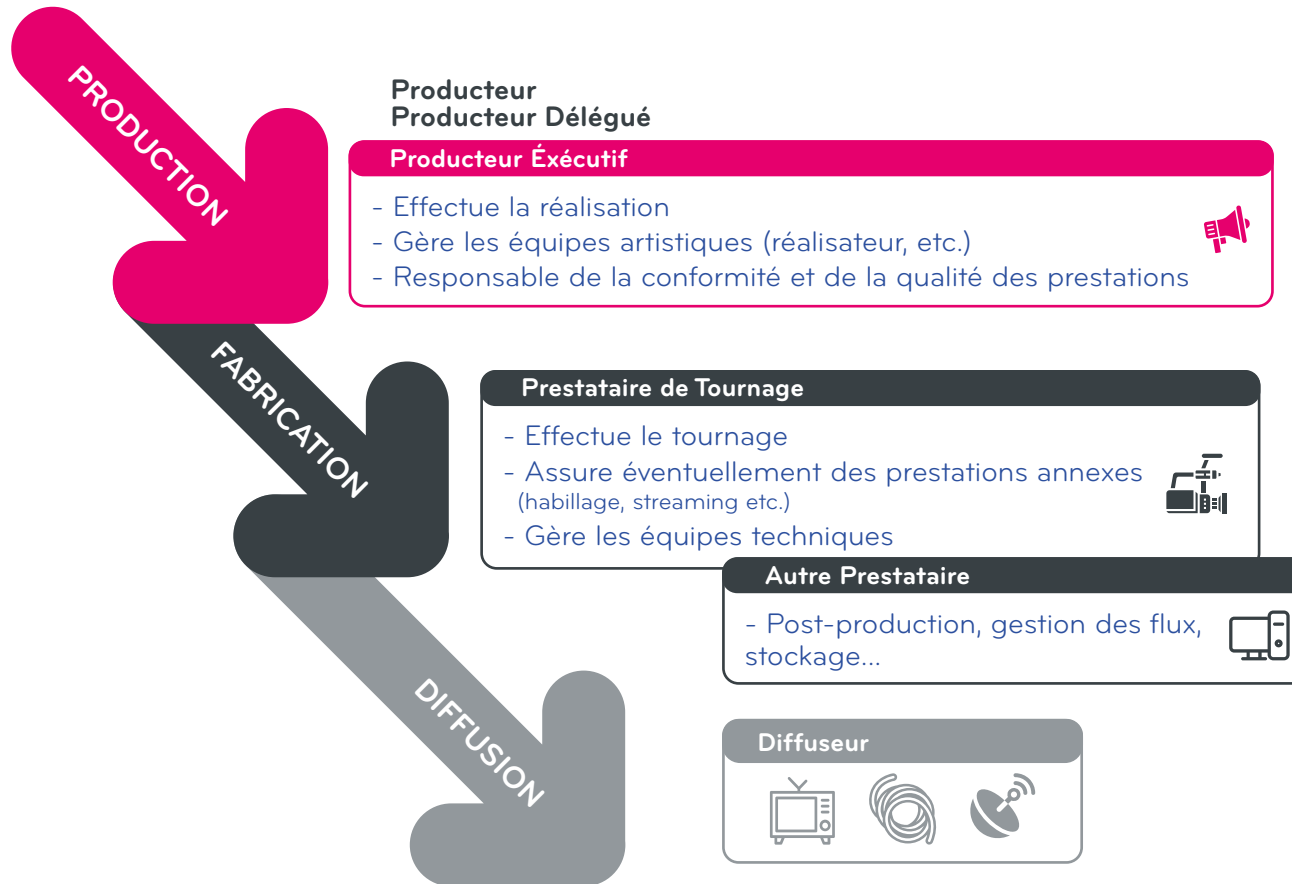 PRODUCTION
Producteur
Producteur Délégué
Producteur Éxécutif
- Effectue la réalisation
- Gère les équipes artistiques (réalisateur, etc.)
- Responsable de la conformité et de la qualité des prestations
FABRICATION
Prestataire de Tournage
- Effectue le tournage
- Assure éventuellement des prestations annexes
(habillage, streaming etc.)
- Gère les équipes techniques
Autre Prestataire
- Post-production, gestion des flux,
stockage...
DIFFUSION
Diffuseur